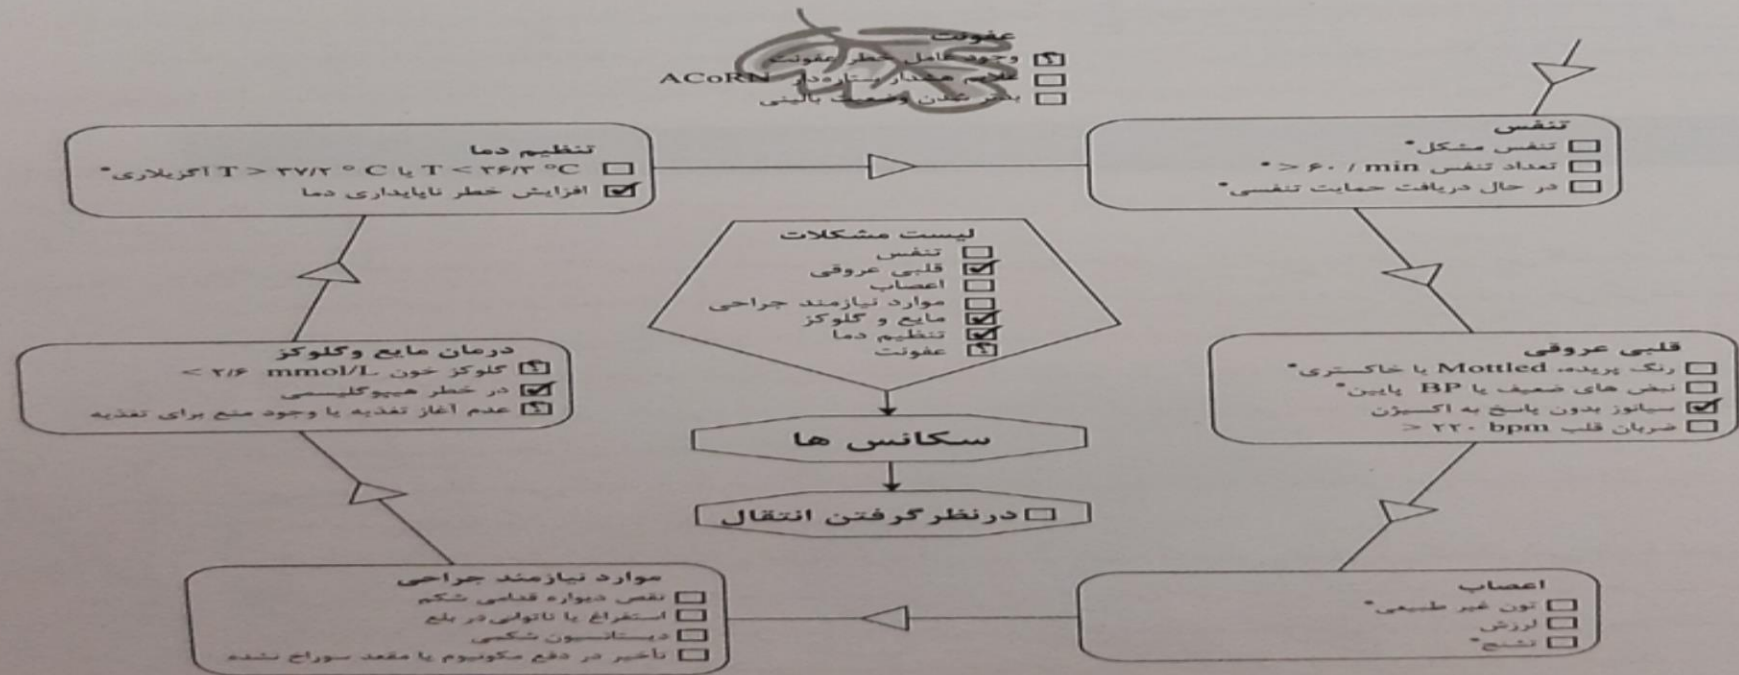 عفونت
؟ وجود عامل خطر عفونت
☐ علایم هشدار ستاره‌دار ACoRN
☐ بدتر شدن وضعیت بالینی
تنفس
☐ تنفس مشکل*
☐ تعداد تنفس ۶۰ / min > *
☐ در حال دریافت حمایت تنفسی*
قلبی عروقی
☐ رنگ پریده، Mottled یا خاکستری*
☐ نبض های ضعیف یا BP پایین*
☑ سیانوز بدون پاسخ به اکسیژن
☐ ضربان قلب ۲۲۰ bpm >
اعصاب
☐ تون غیر طبیعی*
☐ لرزش
☐ تشنج*
موارد نیازمند جراحی
☐ نقص دیواره قدامی شکم
☐ استفراغ یا ناتوانی در بلع
☐ دیستانسیون شکمی
☐ تأخیر در دفع مکونیوم یا مقعد سوراخ نشده
درمان مایع وگلوکز
؟ گلوکز خون ۲/۶ mmol/L <
☑ در خطر هیپوگلیسمی
؟ عدم آغاز تغذیه یا وجود منع برای تغذیه
تنظیم دما
☐ T < ۳۶/۳ °C یا T > ۳۷/۲ °C آگزیلاری*
☑ افزایش خطر ناپایداری دما
لیست مشکلات
☐ تنفس
☑ قلبی عروقی
☐ اعصاب
☐ موارد نیازمند جراحی
☑ مایع و گلوکز
☑ تنظیم دما
؟ عفونت
سکانس ها
☐ درنظر گرفتن انتقال